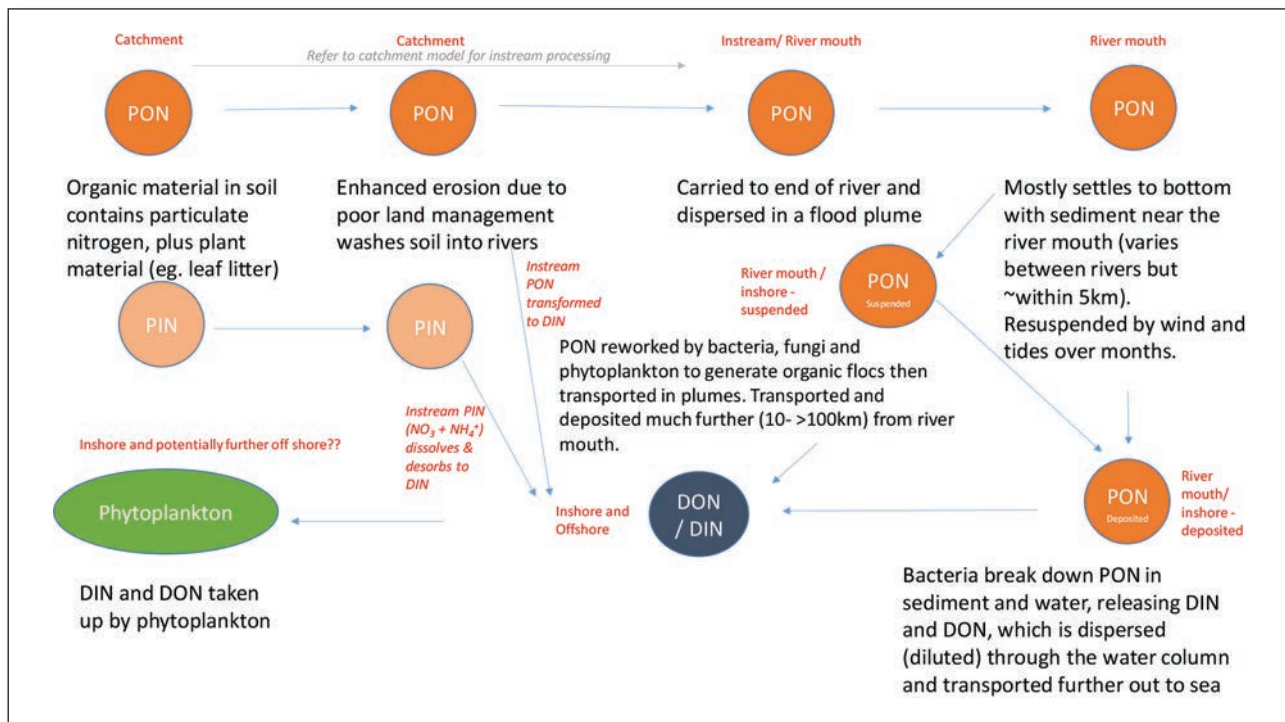 Catchment
Catchment
Instream/ River mouth
River mouth
Refer to catchment model for instream processing
PON
PON
PON
PON
Organic material in soil
contains particulate
nitrogen, plus plant
material (eg. leaf litter)
Enhanced erosion due to
poor land management
washes soil into rivers
Carried to end of river and
dispersed in a flood plume
Mostly settles to bottom
with sediment near the
river mouth (varies
between rivers but
~within 5km).
Resuspended by wind and
tides over months.
PIN
PIN
Instream
PON
transformed
to DIN
River mouth /
inshore -
suspended
PON
Suspended
PON reworked by bacteria, fungi and
phytoplankton to generate organic flocs then
transported in plumes. Transported and
deposited much further (10- >100km) from river
mouth.
Instream PIN
(NO₃ + NH₄⁺)
dissolves &
desorbs to
DIN
Inshore and potentially further off shore??
Phytoplankton
Inshore and
Offshore
DON
/ DIN
PON
Deposited
River
mouth/
inshore -
deposited
DIN and DON taken
up by phytoplankton
Bacteria break down PON in
sediment and water, releasing DIN
and DON, which is dispersed
(diluted) through the water column
and transported further out to sea